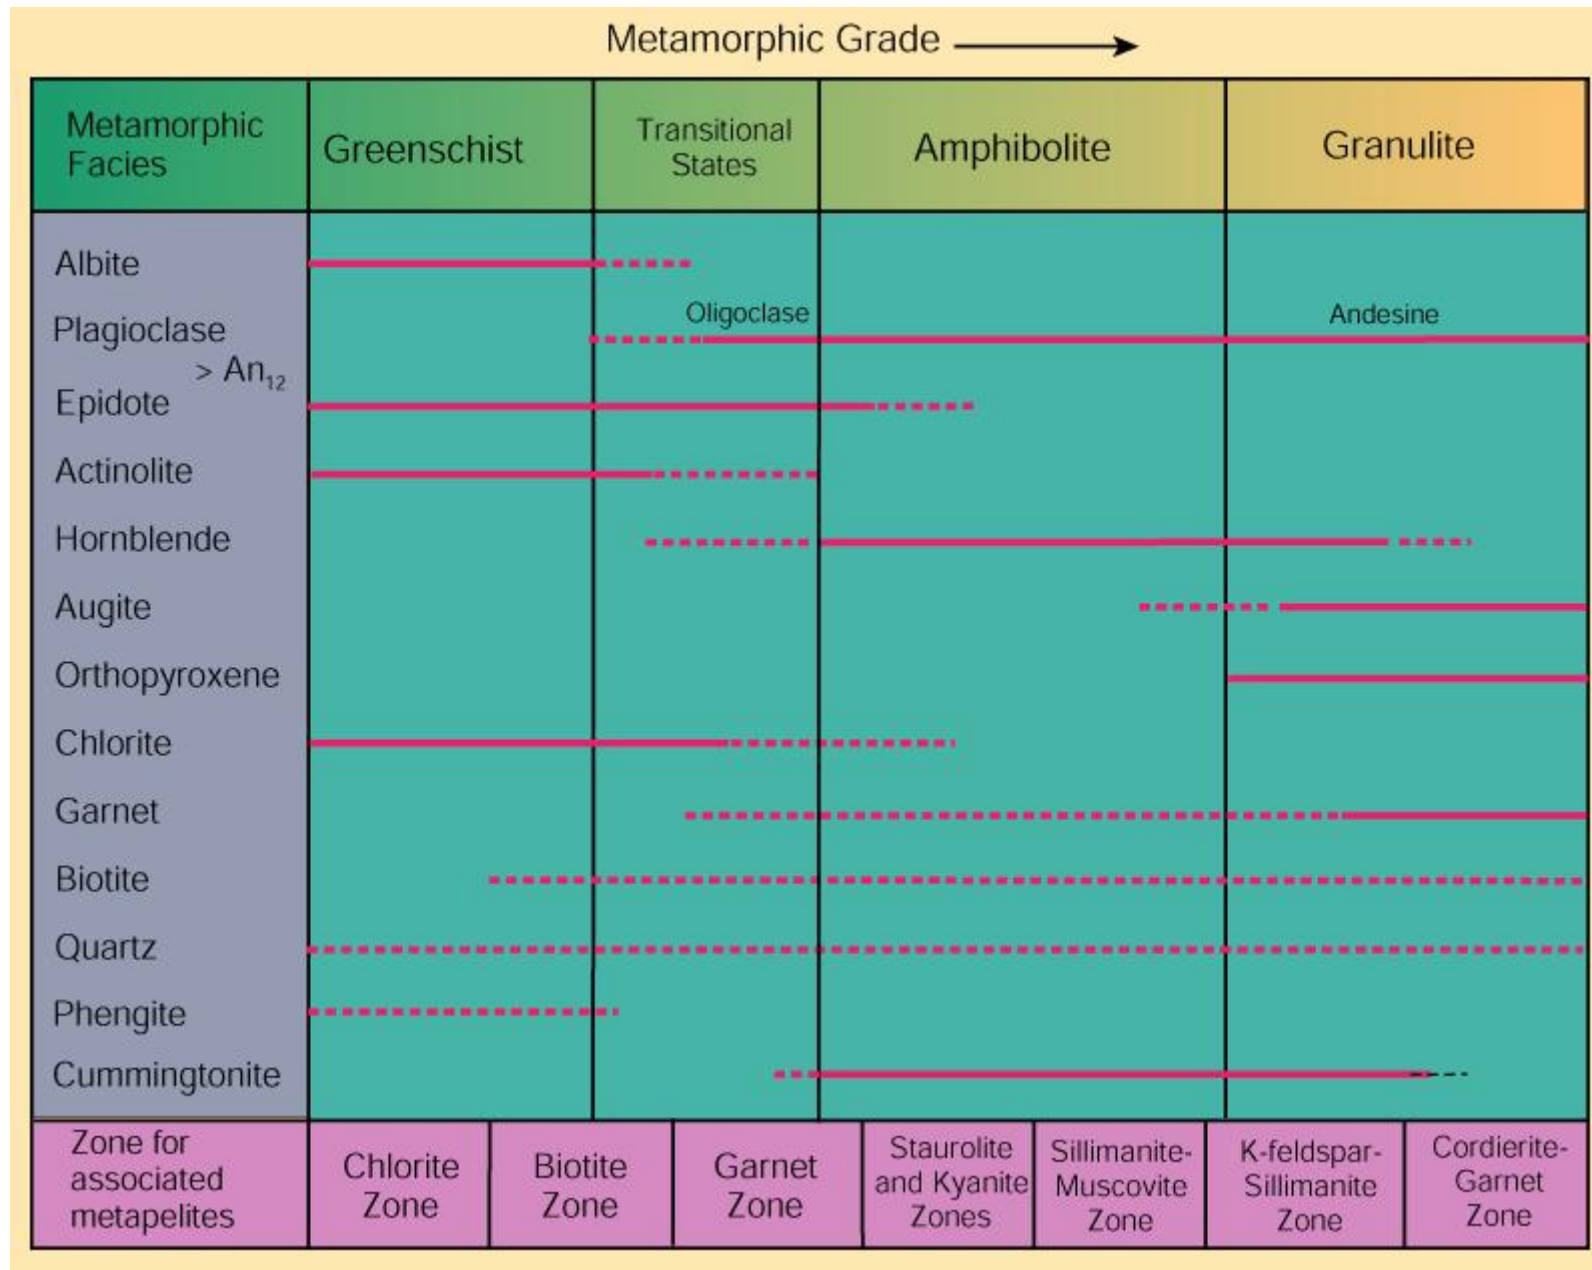 Metamorphic Grade
Metamorphic
Facies
Greenschist
Transitional
States
Amphibolite
Granulite
Albite
Plagioclase
> An₁₂
Oligoclase
Andesine
Epidote
Actinolite
Hornblende
Augite
Orthopyroxene
Chlorite
Garnet
Biotite
Quartz
Phengite
Cummingtonite
Zone for
associated
metapelites
Chlorite
Zone
Biotite
Zone
Garnet
Zone
Staurolite
and Kyanite
Zones
Sillimanite-
Muscovite
Zone
K-feldspar-
Sillimanite
Zone
Cordierite-
Garnet
Zone